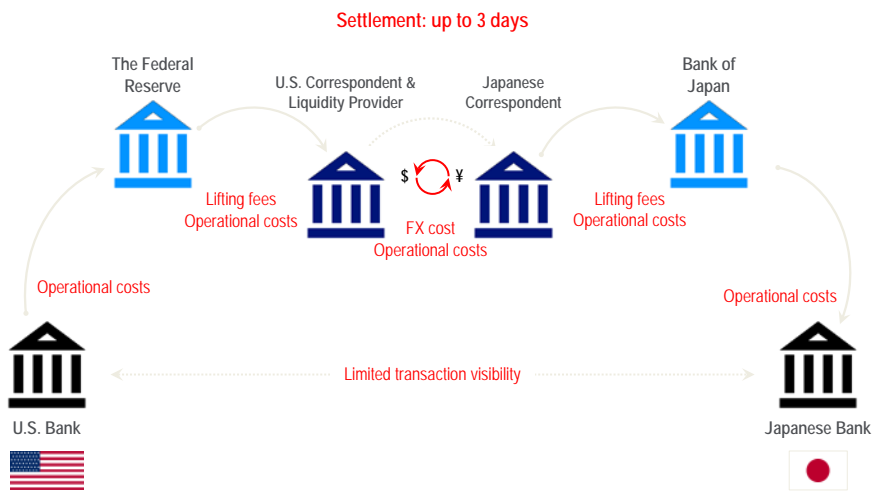 Settlement: up to 3 days
The Federal
Reserve
U.S. Correspondent &
Liquidity Provider
Japanese
Correspondent
Bank of
Japan
$
¥
Lifting fees
Operational costs
FX cost
Operational costs
Lifting fees
Operational costs
Operational costs
Operational costs
Limited transaction visibility
U.S. Bank
Japanese Bank